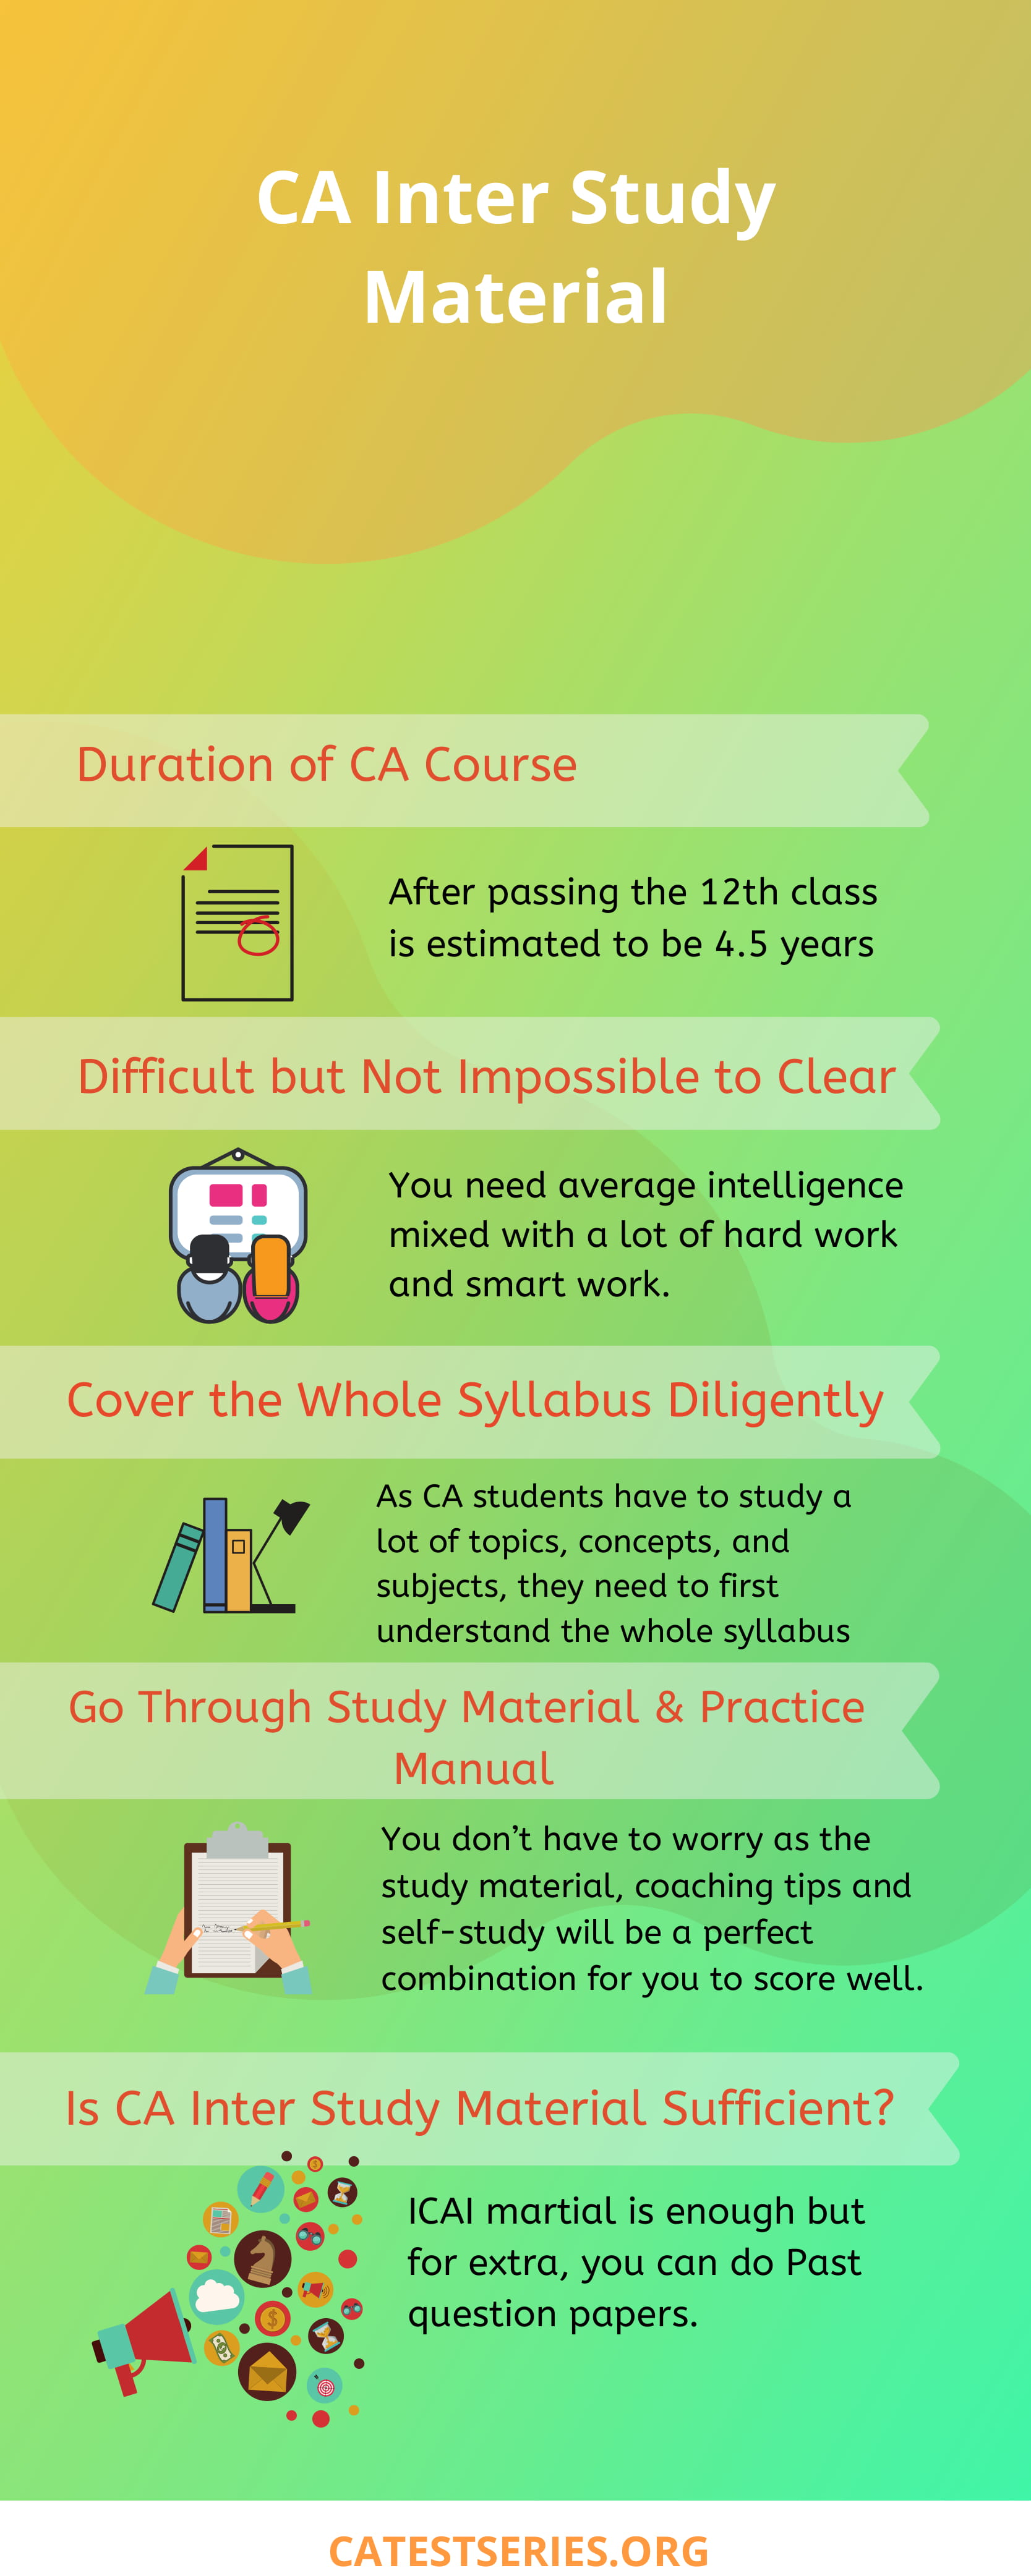 CA Inter Study
Material
Duration of CA Course
After passing the 12th class
is estimated to be 4.5 years
Difficult but Not Impossible to Clear
You need average intelligence
mixed with a lot of hard work
and smart work.
Cover the Whole Syllabus Diligently
As CA students have to study a
lot of topics, concepts, and
subjects, they need to first
understand the whole syllabus
Go Through Study Material & Practice
Manual
You don’t have to worry as the
study material, coaching tips and
self-study will be a perfect
combination for you to score well.
Is CA Inter Study Material Sufficient?
ICAI martial is enough but
for extra, you can do Past
question papers.
CATESTSERIES.ORG